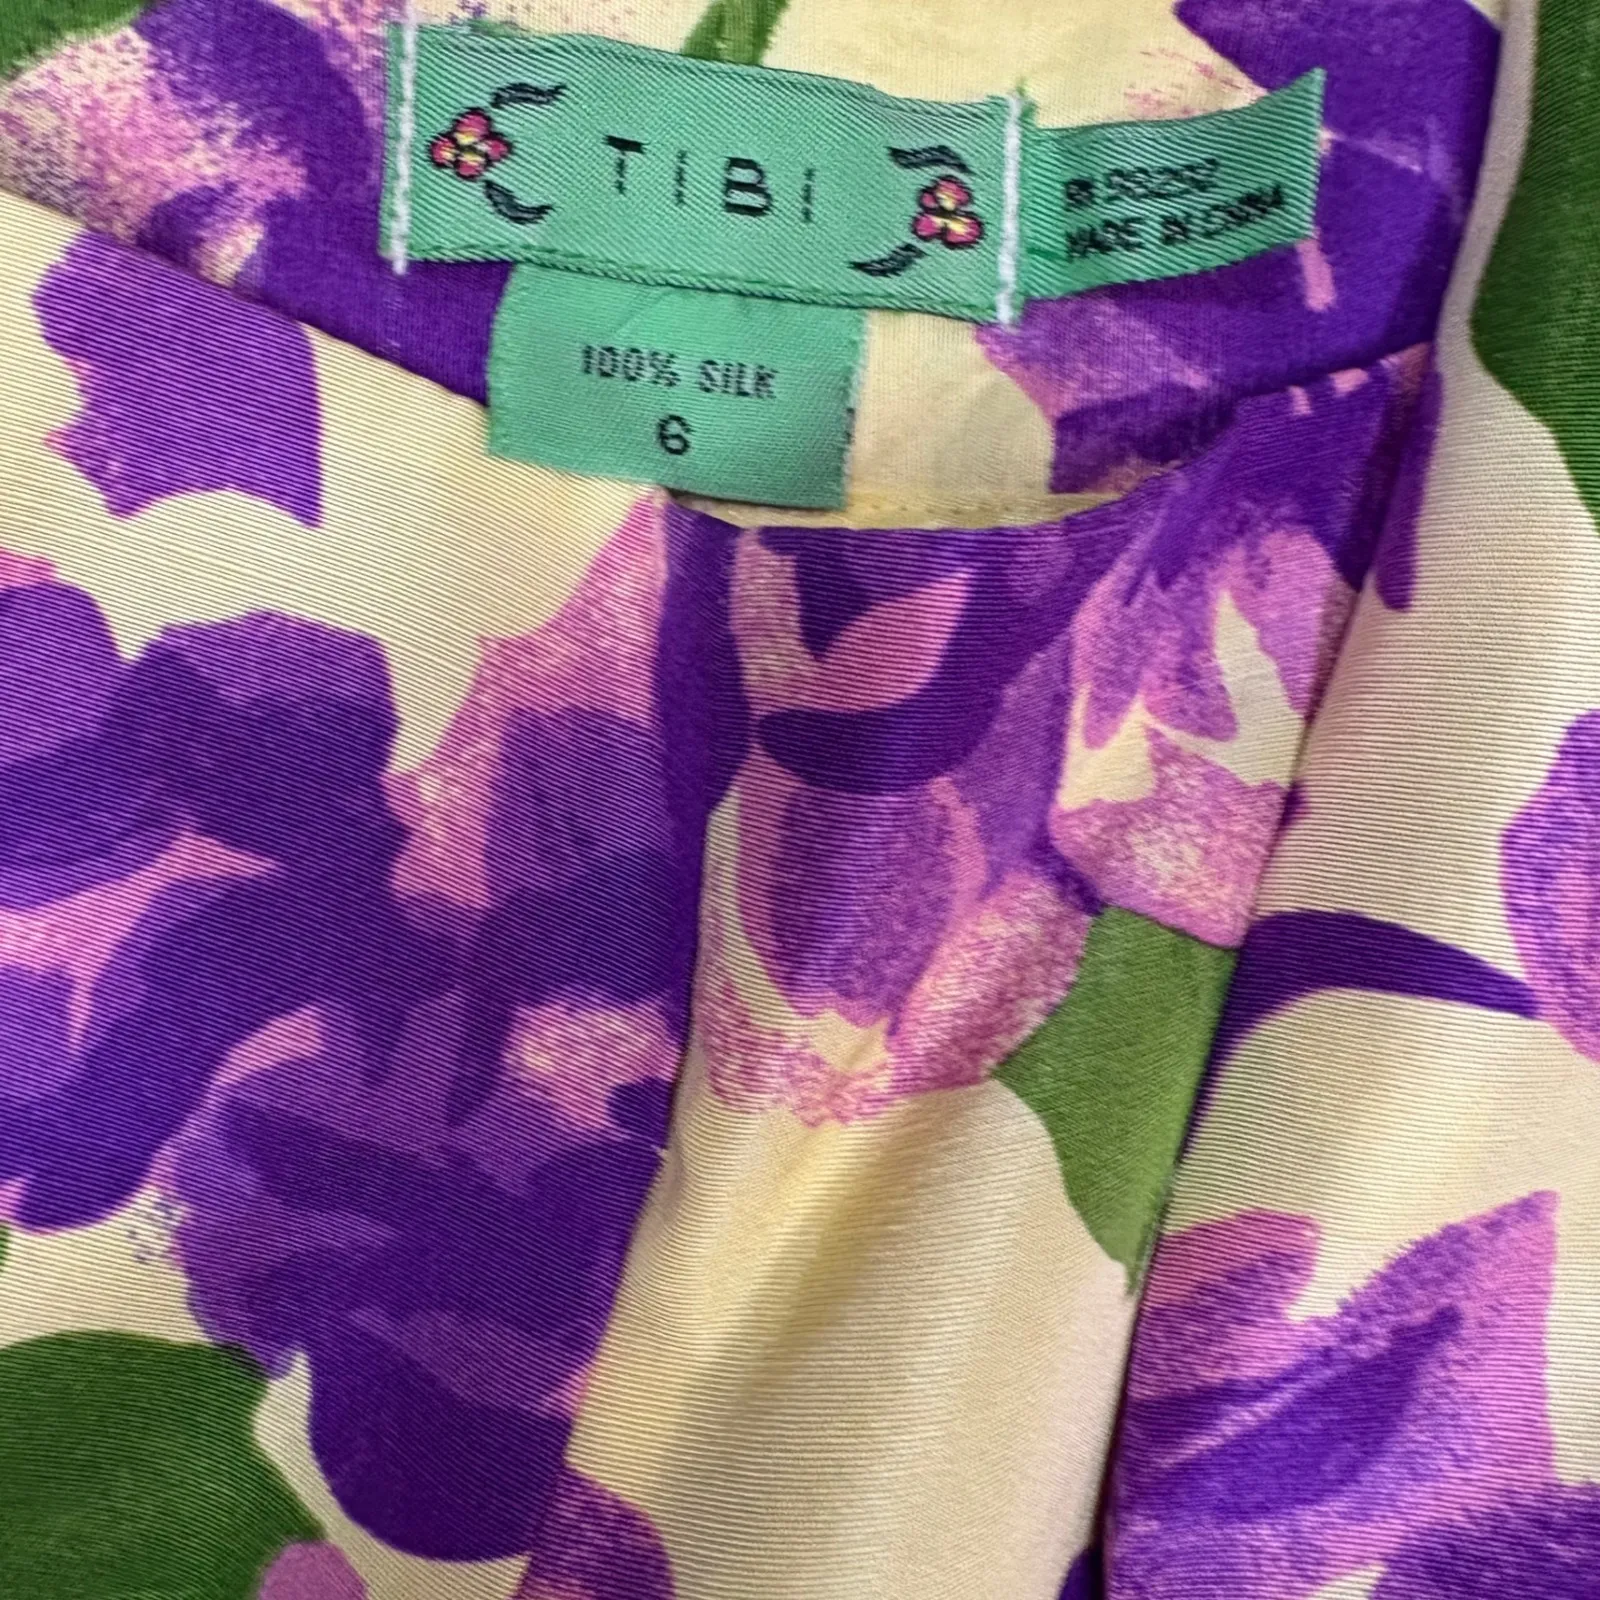 TIBI
MADE IN CHINA
100% SILK
6